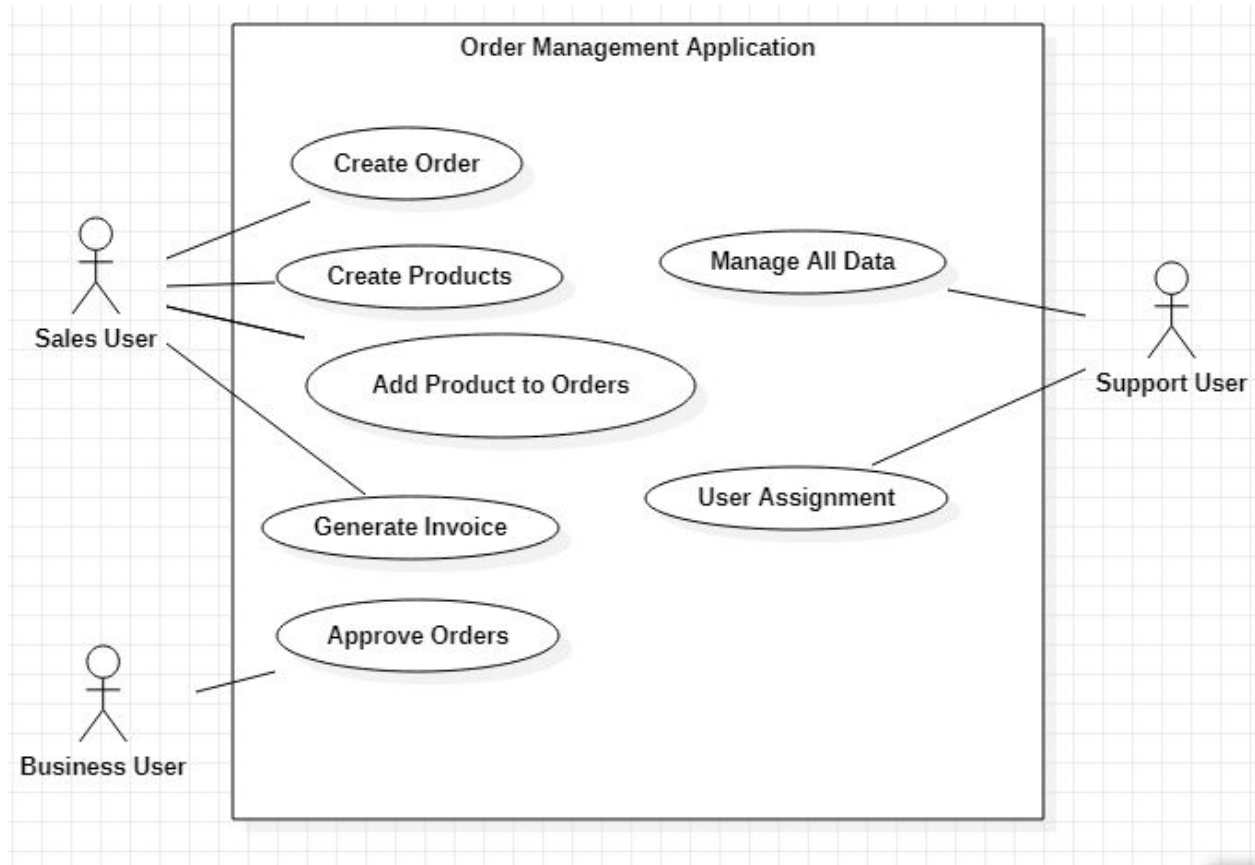 Order Management Application
Create Order
Create Products
Manage All Data
Sales User
Add Product to Orders
Support User
User Assignment
Generate Invoice
Approve Orders
Business User